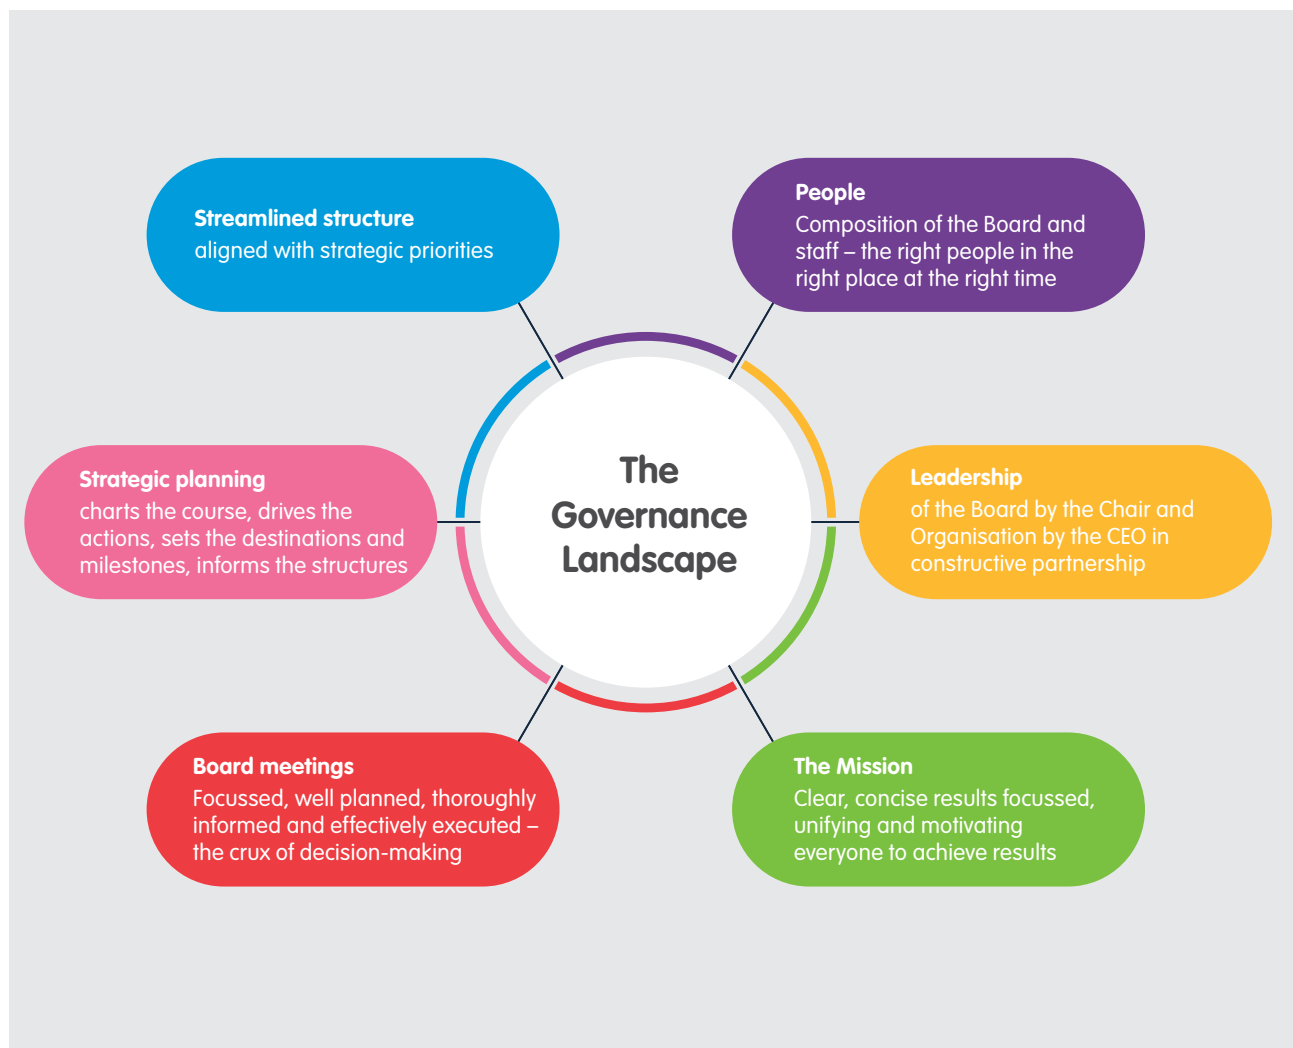 Streamlined structure
aligned with strategic priorities
People
Composition of the Board and
staff – the right people in the
right place at the right time
Strategic planning
charts the course, drives the
actions, sets the destinations and
milestones, informs the structures
The
Governance
Landscape
Leadership
of the Board by the Chair and
Organisation by the CEO in
constructive partnership
Board meetings
Focussed, well planned, thoroughly
informed and effectively executed –
the crux of decision-making
The Mission
Clear, concise results focussed,
unifying and motivating
everyone to achieve results